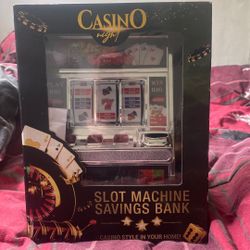 CASINO
night
SLOT MACHINE
SAVINGS BANK
CASINO STYLE IN YOUR HOME!